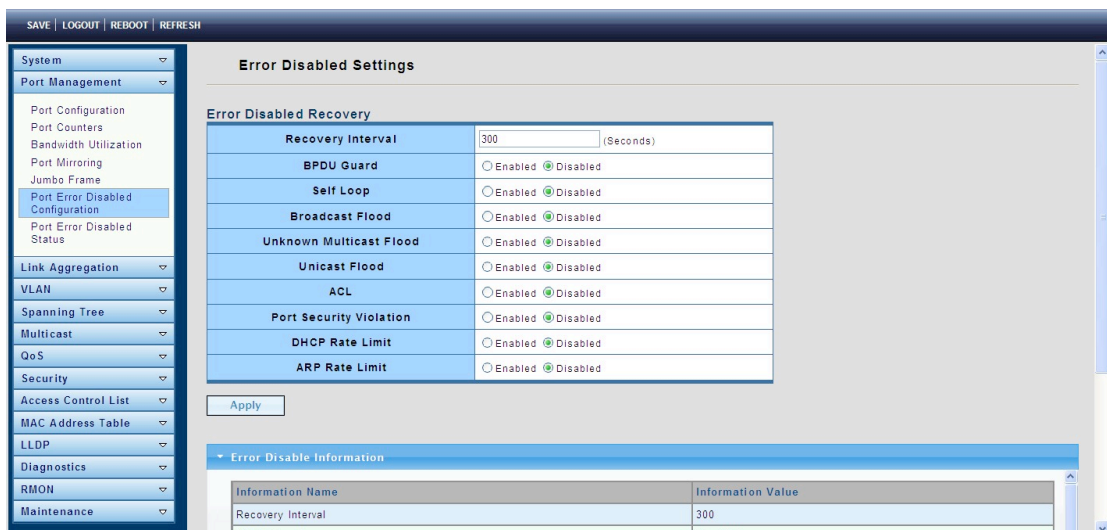 SAVE | LOGOUT | REBOOT | REFRESH
System
Port Management
Port Configuration
Port Counters
Bandwidth Utilization
Port Mirroring
Jumbo Frame
Port Error Disabled
Configuration
Port Error Disabled
Status
Link Aggregation
VLAN
Spanning Tree
Multicast
QoS
Security
Access Control List
MAC Address Table
LLDP
Diagnostics
RMON
Maintenance
Error Disabled Settings
Error Disabled Recovery
Recovery Interval 300 (Seconds)
BPDU Guard Enabled Disabled
Self Loop Enabled Disabled
Broadcast Flood Enabled Disabled
Unknown Multicast Flood Enabled Disabled
Unicast Flood Enabled Disabled
ACL Enabled Disabled
Port Security Violation Enabled Disabled
DHCP Rate Limit Enabled Disabled
ARP Rate Limit Enabled Disabled
Apply
Error Disable Information
Information Name Information Value
Recovery Interval 300